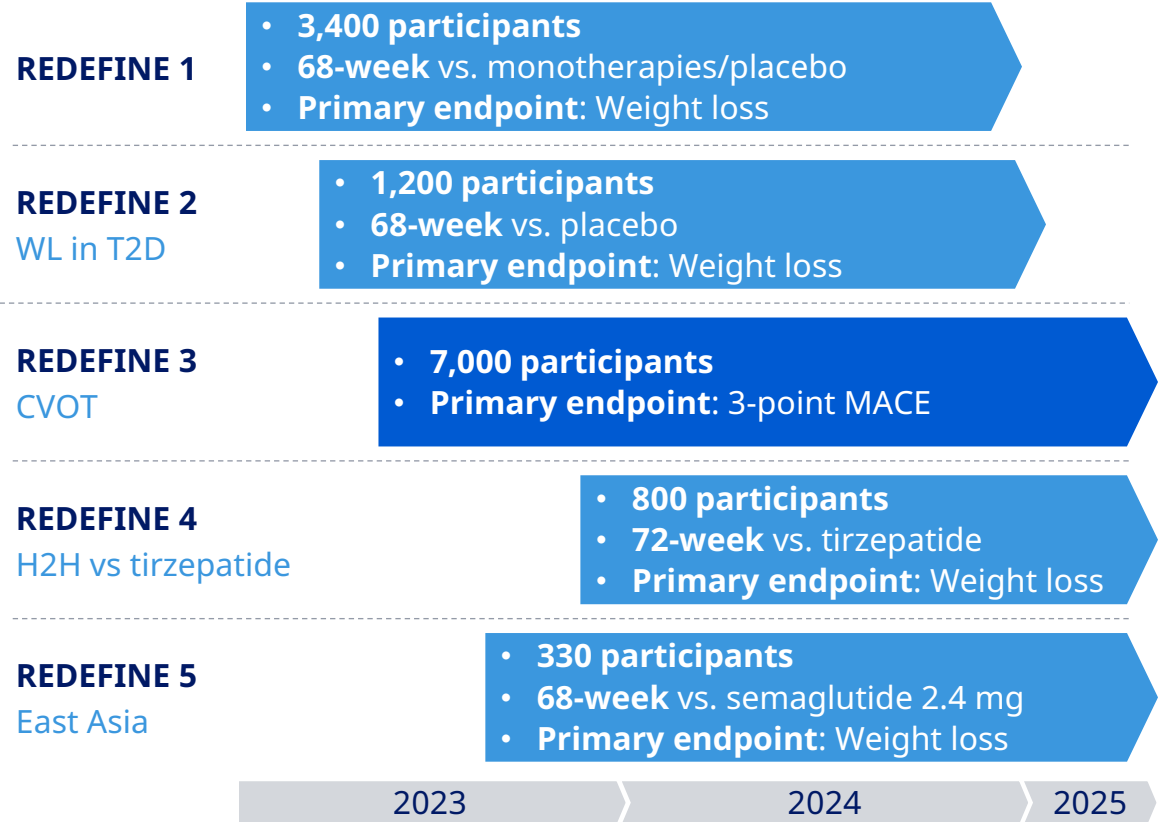 REDEFINE 1
• 3,400 participants
• 68-week vs. monotherapies/placebo
• Primary endpoint: Weight loss
REDEFINE 2
WL in T2D
• 1,200 participants
• 68-week vs. placebo
• Primary endpoint: Weight loss
REDEFINE 3
CVOT
• 7,000 participants
• Primary endpoint: 3-point MACE
REDEFINE 4
H2H vs tirzepatide
• 800 participants
• 72-week vs. tirzepatide
• Primary endpoint: Weight loss
REDEFINE 5
East Asia
• 330 participants
• 68-week vs. semaglutide 2.4 mg
• Primary endpoint: Weight loss
2023 2024 2025